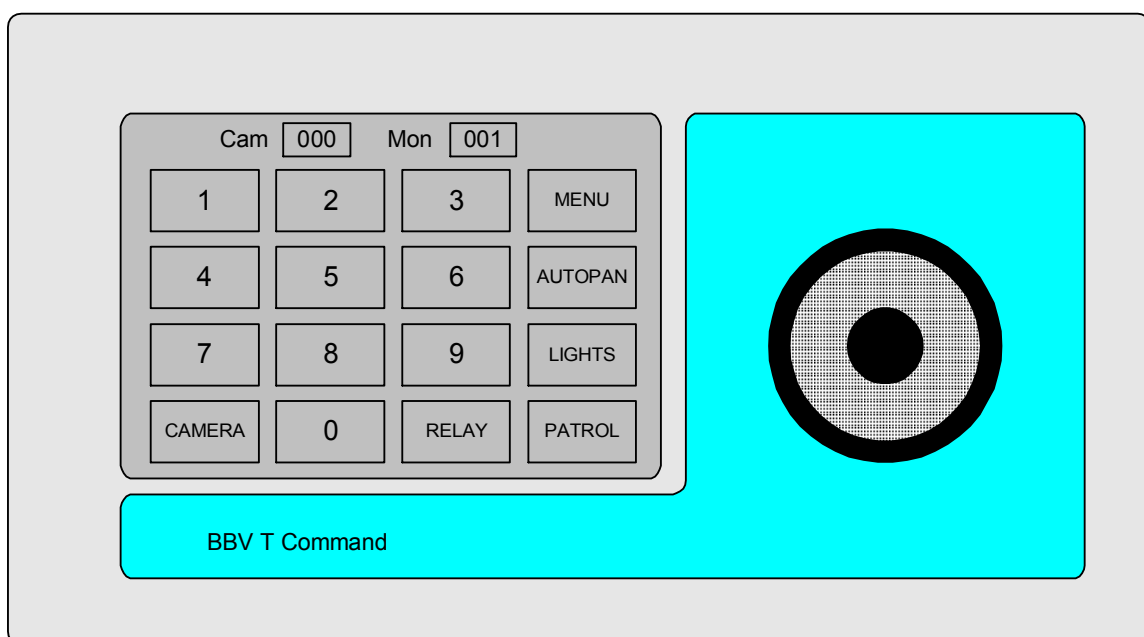 Cam 000 Mon 001
1 2 3 MENU
4 5 6 AUTOPAN
7 8 9 LIGHTS
CAMERA 0 RELAY PATROL
BBV T Command